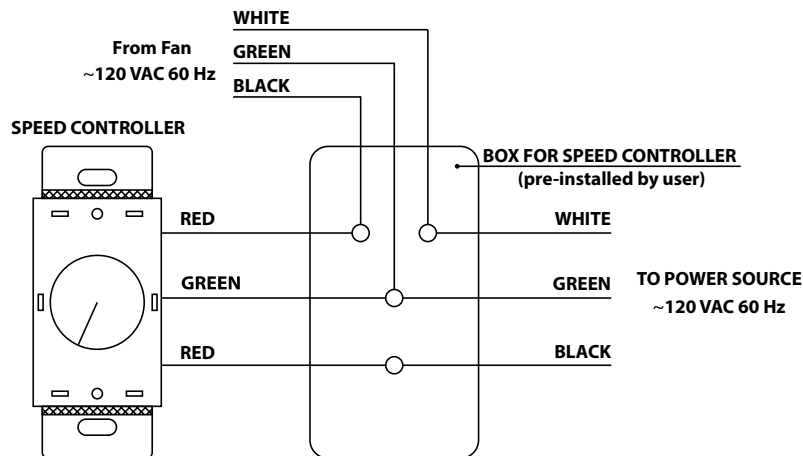 WHITE
From Fan
~120 VAC 60 Hz
GREEN
BLACK
SPEED CONTROLLER
BOX FOR SPEED CONTROLLER
(pre-installed by user)
RED
WHITE
GREEN
GREEN
TO POWER SOURCE
~120 VAC 60 Hz
RED
BLACK